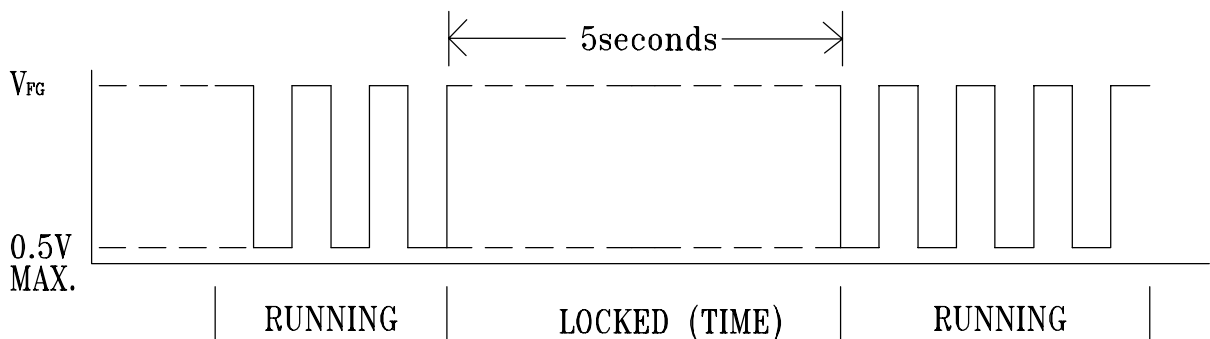 5seconds
VFG
0.5V
MAX.
RUNNING
LOCKED (TIME)
RUNNING